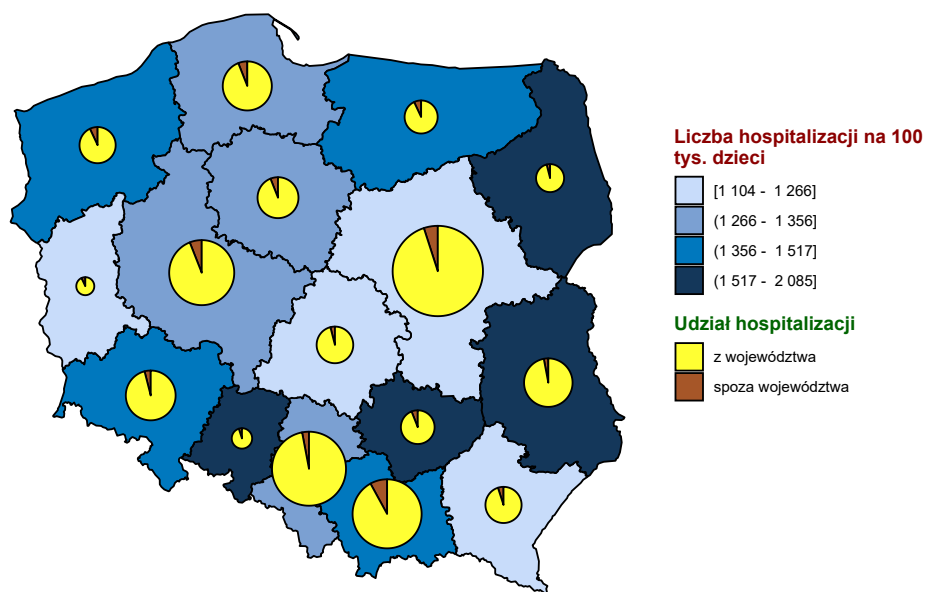 Liczba hospitalizacji na 100
tys. dzieci
[1 104 - 1 266]
(1 266 - 1 356]
(1 356 - 1 517]
(1 517 - 2 085]
Udział hospitalizacji
z województwa
spoza województwa